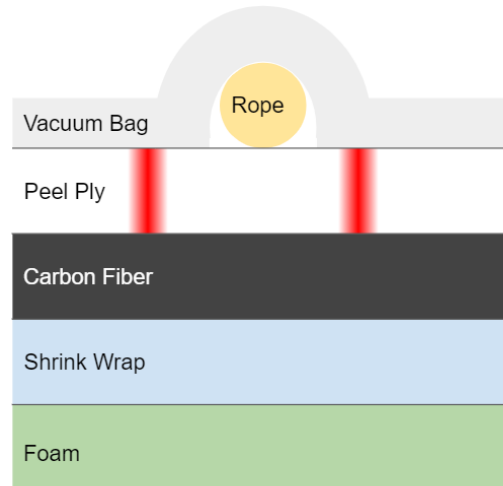 Rope
Vacuum Bag
Peel Ply
Carbon Fiber
Shrink Wrap
Foam